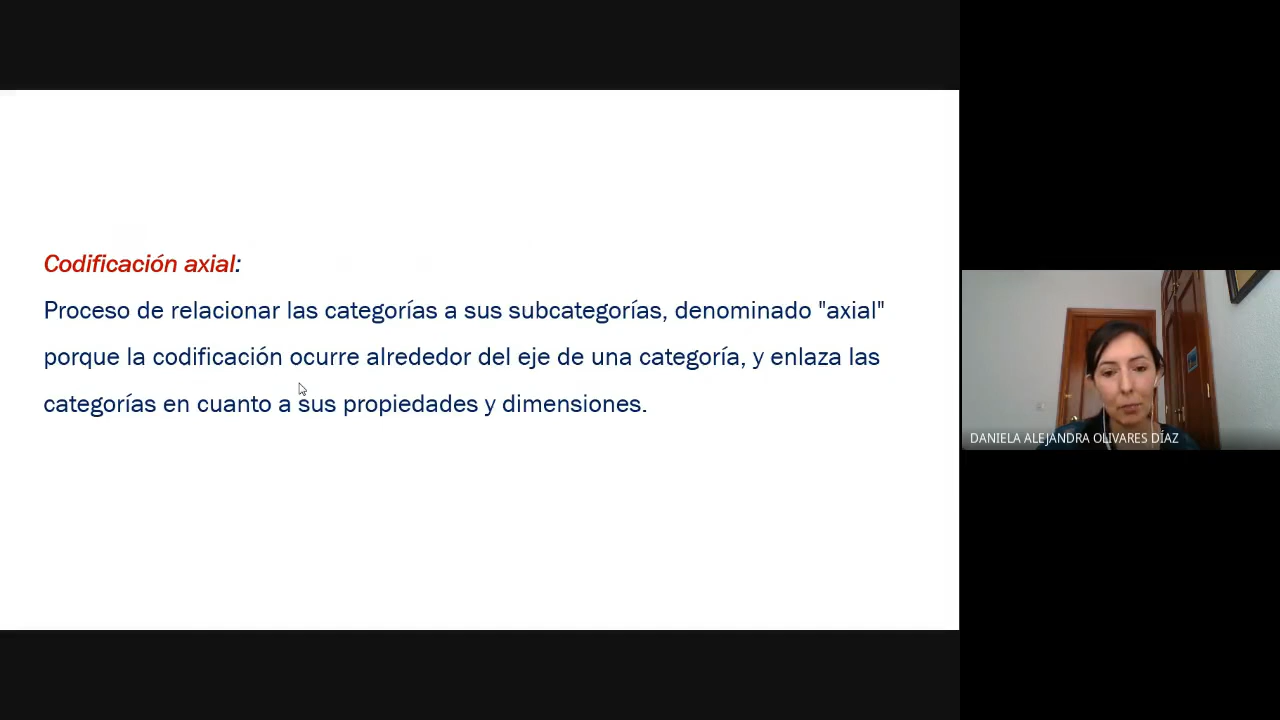 Codificación axial:
Proceso de relacionar las categorías a sus subcategorías, denominado "axial"
porque la codificación ocurre alrededor del eje de una categoría, y enlaza las
categorías en cuanto a sus propiedades y dimensiones.
DANIELA ALEJANDRA OLIVARES DÍAZ